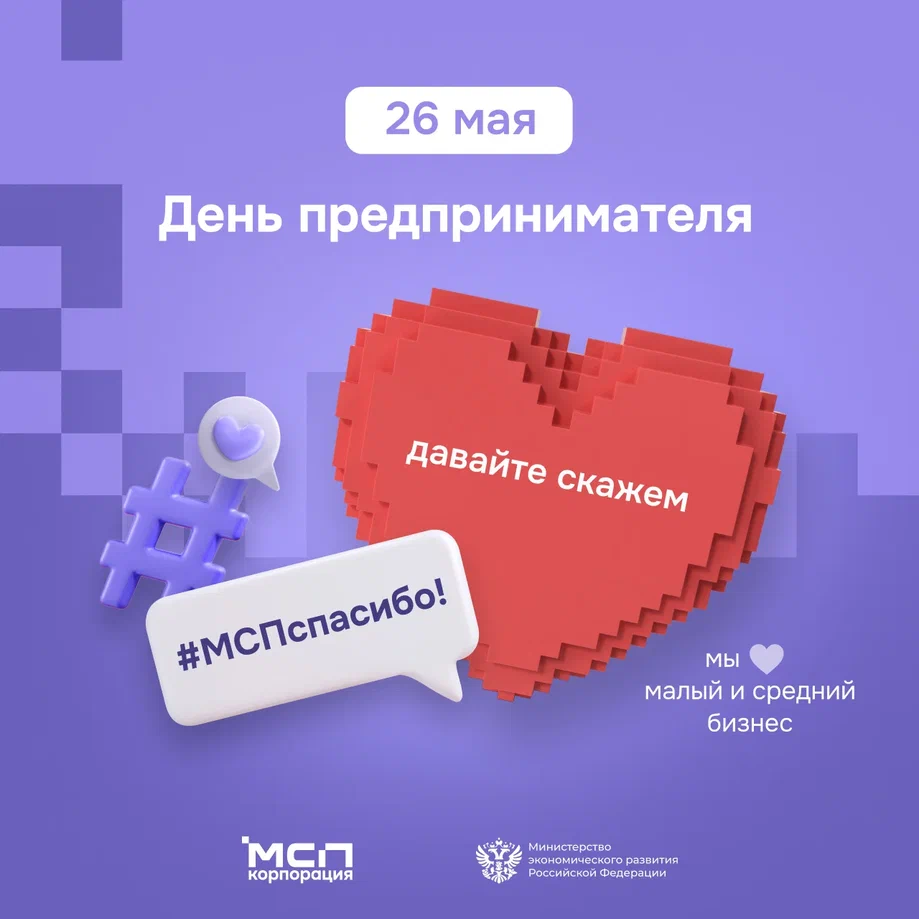 26 мая
День предпринимателя
давайте скажем
#МСПспасибо!
мы
малый и средний
бизнес
МСП
корпорация
Министерство
экономического развития
Российской Федерации